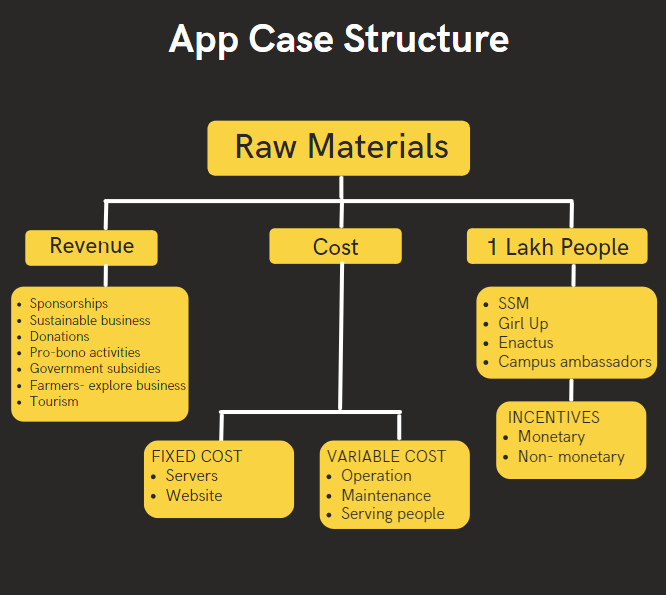 App Case Structure
Raw Materials
Revenue
Cost
1 Lakh People
• Sponsorships
• Sustainable business
• Donations
• Pro-bono activities
• Government subsidies
• Farmers- explore business
• Tourism
• SSM
• Girl Up
• Enactus
• Campus ambassadors
INCENTIVES
• Monetary
• Non- monetary
FIXED COST
• Servers
• Website
VARIABLE COST
• Operation
• Maintenance
• Serving people